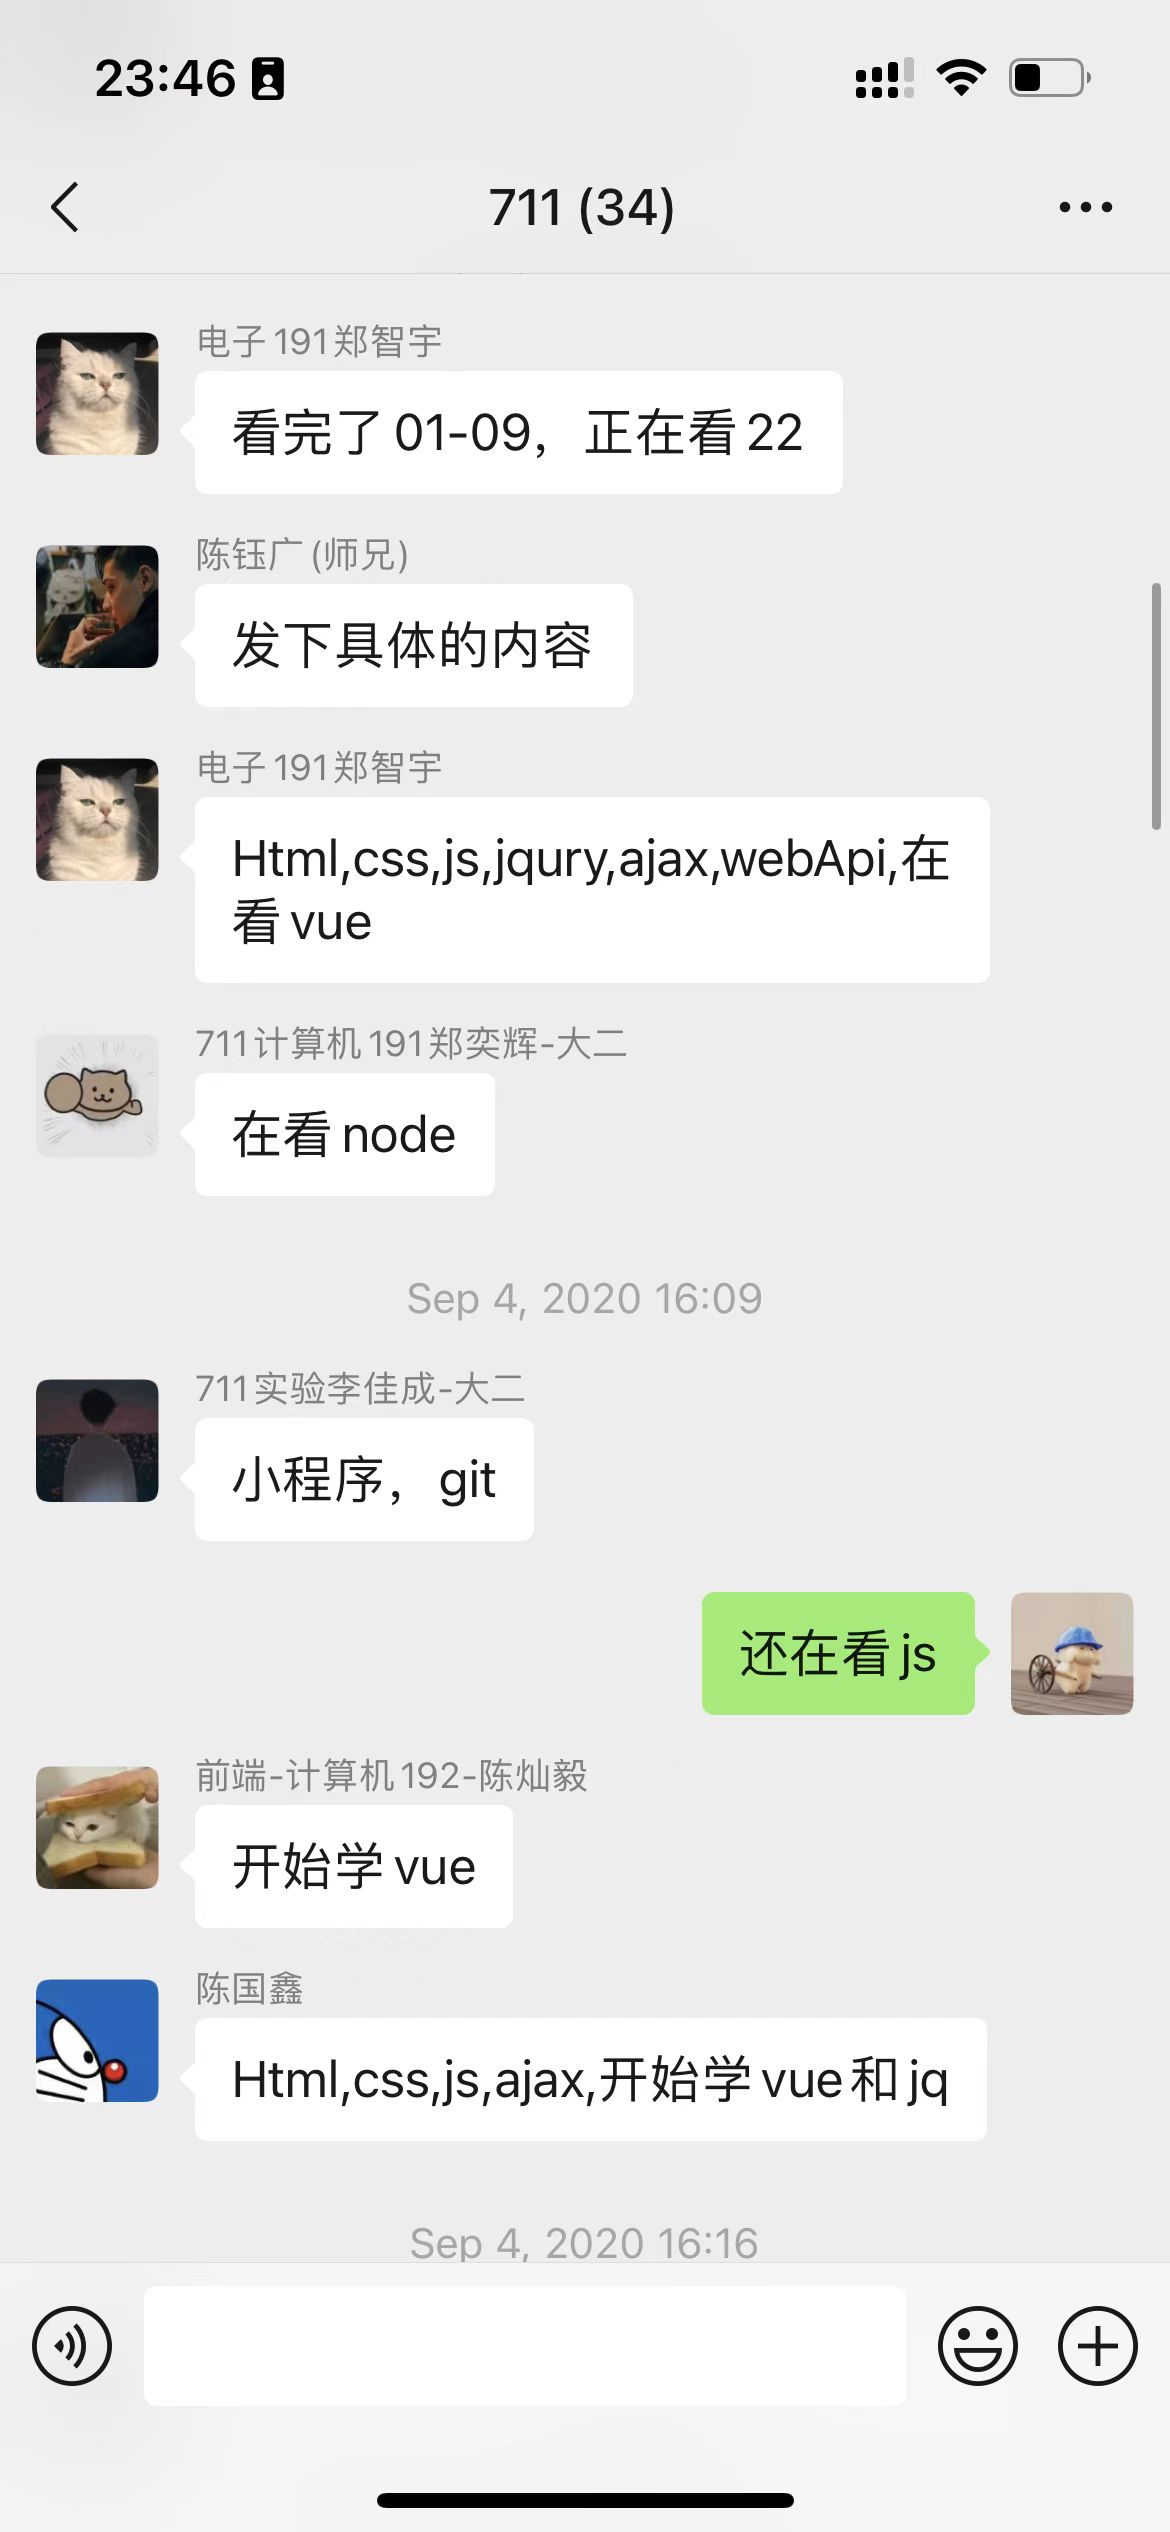 23:46
711 (34)
电子191郑智宇
看完了01-09，正在看22
陈钰广(师兄)
发下具体的内容
电子191郑智宇
Html,css,js,jqury,ajax,webApi,在
看vue
711计算机191郑奕辉-大二
在看node
Sep 4, 2020 16:09
711实验李佳成-大二
小程序，git
还在看js
前端-计算机192-陈灿毅
开始学vue
陈国鑫
Html,css,js,ajax,开始学vue和jq
Sep 4, 2020 16:16